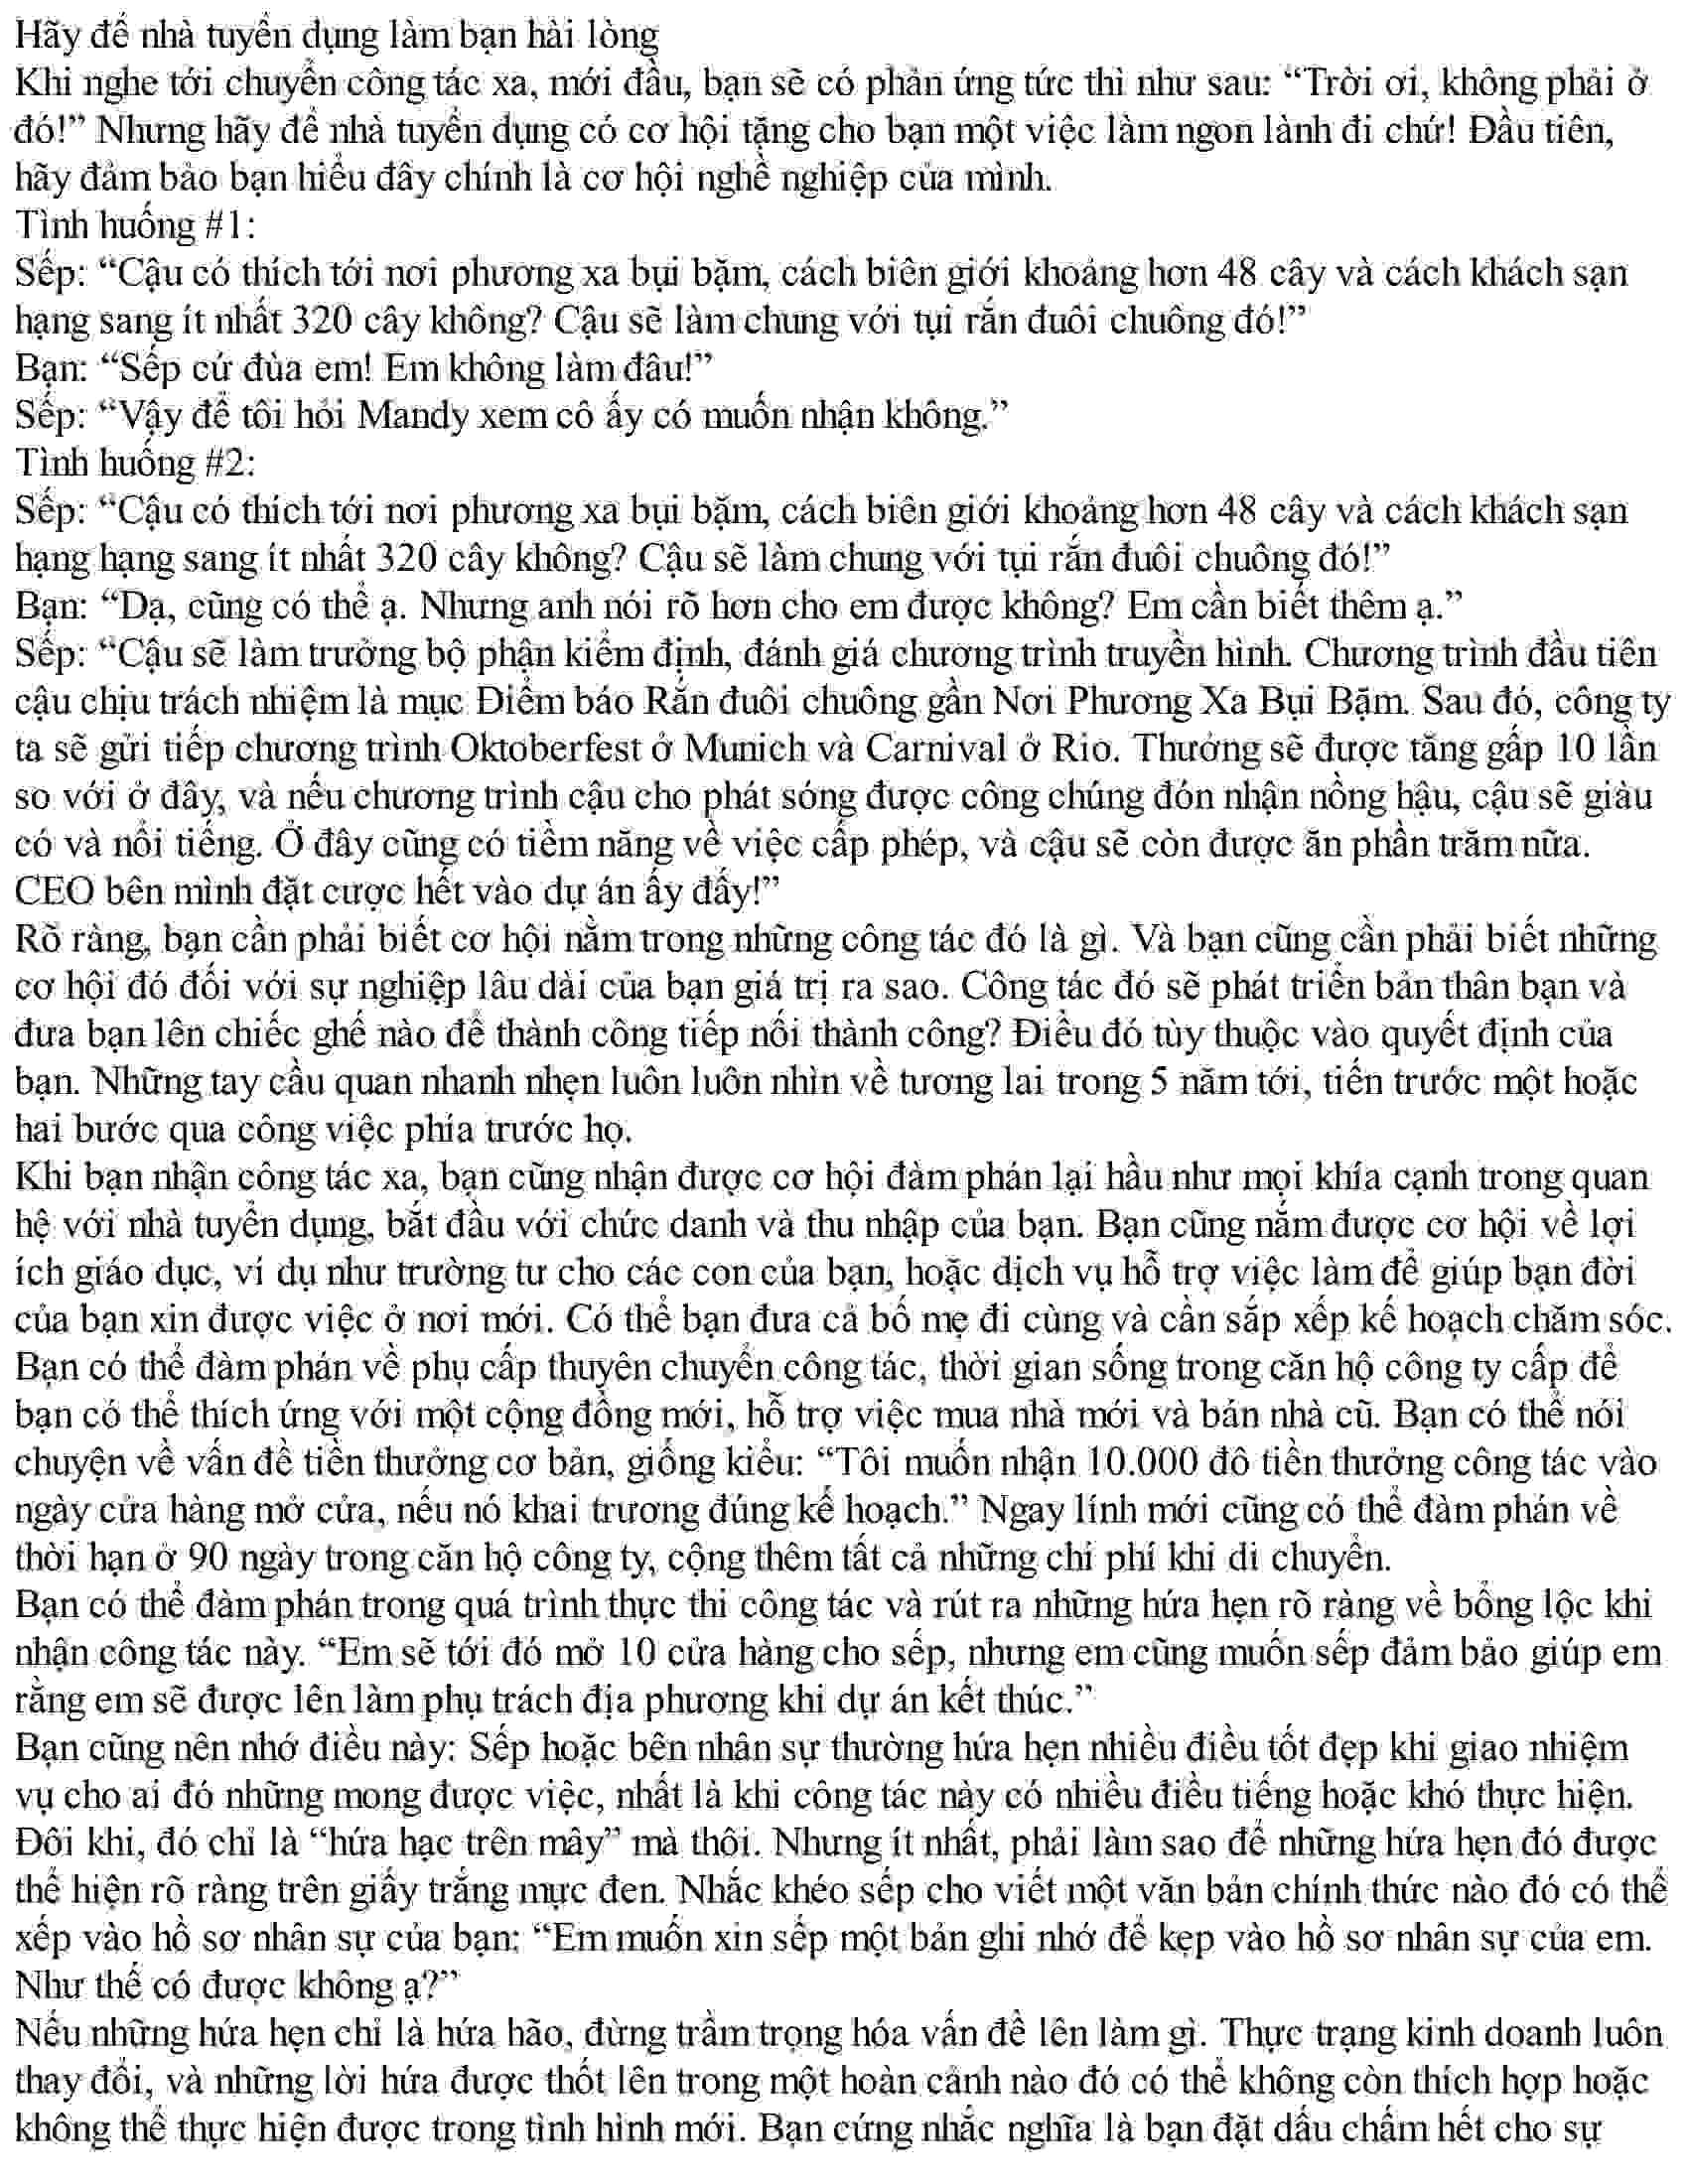 Hãy để nhà tuyển dụng làm bạn hài lòng
Khi nghe tới chuyển công tác xa, mới đầu, bạn sẽ có phản ứng tức thì như sau: “Trời ơi, không phải ở
đó!” Nhưng hãy để nhà tuyển dụng có cơ hội tặng cho bạn một việc làm ngon lành đi chứ! Đầu tiên,
hãy đảm bảo bạn hiểu đây chính là cơ hội nghề nghiệp của mình.
Tình huống #1:
Sếp: “Cậu có thích tới nơi phương xa bụi bặm, cách biên giới khoảng hơn 48 cây và cách khách sạn
hạng sang ít nhất 320 cây không? Cậu sẽ làm chung với tụi rắn đuôi chuông đó!”
Bạn: “Sếp cứ đùa em! Em không làm đâu!”
Sếp: “Vậy để tôi hỏi Mandy xem cô ấy có muốn nhận không.”
Tình huống #2:
Sếp: “Cậu có thích tới nơi phương xa bụi bặm, cách biên giới khoảng hơn 48 cây và cách khách sạn
hạng hạng sang ít nhất 320 cây không? Cậu sẽ làm chung với tụi rắn đuôi chuông đó!”
Bạn: “Dạ, cũng có thể ạ. Nhưng anh nói rõ hơn cho em được không? Em cần biết thêm ạ.”
Sếp: “Cậu sẽ làm trưởng bộ phận kiểm định, đánh giá chương trình truyền hình. Chương trình đầu tiên
cậu chịu trách nhiệm là mục Điểm báo Rắn đuôi chuông gần Nơi Phương Xa Bụi Bặm. Sau đó, công ty
ta sẽ gửi tiếp chương trình Oktoberfest ở Munich và Carnival ở Rio. Thưởng sẽ được tăng gấp 10 lần
so với ở đây, và nếu chương trình cậu cho phát sóng được công chúng đón nhận nồng hậu, cậu sẽ giàu
có và nổi tiếng. Ở đây cũng có tiềm năng về việc cấp phép, và cậu sẽ còn được ăn phần trăm nữa.
CEO bên mình đặt cược hết vào dự án ấy đấy!”
Rõ ràng, bạn cần phải biết cơ hội nằm trong những công tác đó là gì. Và bạn cũng cần phải biết những
cơ hội đó đối với sự nghiệp lâu dài của bạn giá trị ra sao. Công tác đó sẽ phát triển bản thân bạn và
đưa bạn lên chiếc ghế nào để thành công tiếp nối thành công? Điều đó tùy thuộc vào quyết định của
bạn. Những tay cầu quan nhanh nhẹn luôn luôn nhìn về tương lai trong 5 năm tới, tiến trước một hoặc
hai bước qua công việc phía trước họ.
Khi bạn nhận công tác xa, bạn cũng nhận được cơ hội đàm phán lại hầu như mọi khía cạnh trong quan
hệ với nhà tuyển dụng, bắt đầu với chức danh và thu nhập của bạn. Bạn cũng nắm được cơ hội về lợi
ích giáo dục, ví dụ như trường tư cho các con của bạn, hoặc dịch vụ hỗ trợ việc làm để giúp bạn đời
của bạn xin được việc ở nơi mới. Có thể bạn đưa cả bố mẹ đi cùng và cần sắp xếp kế hoạch chăm sóc.
Bạn có thể đàm phán về phụ cấp thuyên chuyển công tác, thời gian sống trong căn hộ công ty cấp để
bạn có thể thích ứng với một cộng đồng mới, hỗ trợ việc mua nhà mới và bán nhà cũ. Bạn có thể nói
chuyện về vấn đề tiền thưởng cơ bản, giống kiểu: “Tôi muốn nhận 10.000 đô tiền thưởng công tác vào
ngày cửa hàng mở cửa, nếu nó khai trương đúng kế hoạch.” Ngay lính mới cũng có thể đàm phán về
thời hạn ở 90 ngày trong căn hộ công ty, cộng thêm tất cả những chi phí khi di chuyển.
Bạn có thể đàm phán trong quá trình thực thi công tác và rút ra những hứa hẹn rõ ràng về bổng lộc khi
nhận công tác này. “Em sẽ tới đó mở 10 cửa hàng cho sếp, nhưng em cũng muốn sếp đảm bảo giúp em
rằng em sẽ được lên làm phụ trách địa phương khi dự án kết thúc.”
Bạn cũng nên nhớ điều này: Sếp hoặc bên nhân sự thường hứa hẹn nhiều điều tốt đẹp khi giao nhiệm
vụ cho ai đó những mong được việc, nhất là khi công tác này có nhiều điều tiếng hoặc khó thực hiện.
Đôi khi, đó chỉ là “hứa hạc trên mây” mà thôi. Nhưng ít nhất, phải làm sao để những hứa hẹn đó được
thể hiện rõ ràng trên giấy trắng mực đen. Nhắc khéo sếp cho viết một văn bản chính thức nào đó có thể
xếp vào hồ sơ nhân sự của bạn: “Em muốn xin sếp một bản ghi nhớ để kẹp vào hồ sơ nhân sự của em.
Như thế có được không ạ?”
Nếu những hứa hẹn chỉ là hứa hão, đừng trầm trọng hóa vấn đề lên làm gì. Thực trạng kinh doanh luôn
thay đổi, và những lời hứa được thốt lên trong một hoàn cảnh nào đó có thể không còn thích hợp hoặc
không thể thực hiện được trong tình hình mới. Bạn cứng nhắc nghĩa là bạn đặt dấu chấm hết cho sự